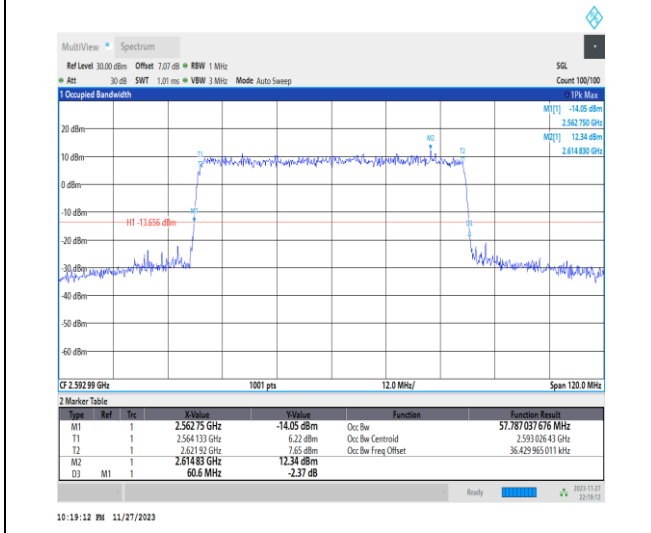 MultiView Spectrum
Ref Level 30.00 dBm Offset 7.07 dB RBW 1 MHz SGL
Att 30 dB SWT 1.01 ms VBW 3 MHz Mode Auto Sweep Count 100/100
1 Occupied Bandwidth 1Pk Max
M1[1] -14.05 dBm
2.562 750 GHz
M2[1] 12.34 dBm
2.614 830 GHz
20 dBm
M2
T1 T2
10 dBm
0 dBm
-10 dBm
M1
H1 -13.656 dBm
D3
-20 dBm
-30 dBm
-40 dBm
-50 dBm
-60 dBm
CF 2.592 99 GHz 1001 pts 12.0 MHz/ Span 120.0 MHz
2 Marker Table
Type Ref Trc X-Value Y-Value Function Function Result
M1 1 2.562 75 GHz -14.05 dBm Occ Bw 57.787 037 676 MHz
T1 1 2.564 133 GHz 6.22 dBm Occ Bw Centroid 2.593 026 43 GHz
T2 1 2.621 92 GHz 7.65 dBm Occ Bw Freq Offset 36.429 965 011 kHz
M2 1 2.614 83 GHz 12.34 dBm
D3 M1 1 60.6 MHz -2.37 dB
Ready 2023-11-27
22:19:12
10:19:12 PM 11/27/2023